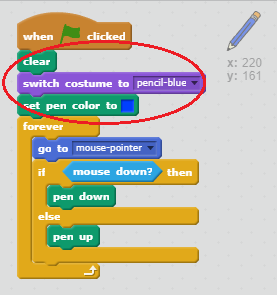 when clicked
clear
switch costume to pencil-blue
set pen color to
forever
go to mouse-pointer
if mouse down? then
pen down
else
pen up
x: 220
y: 161